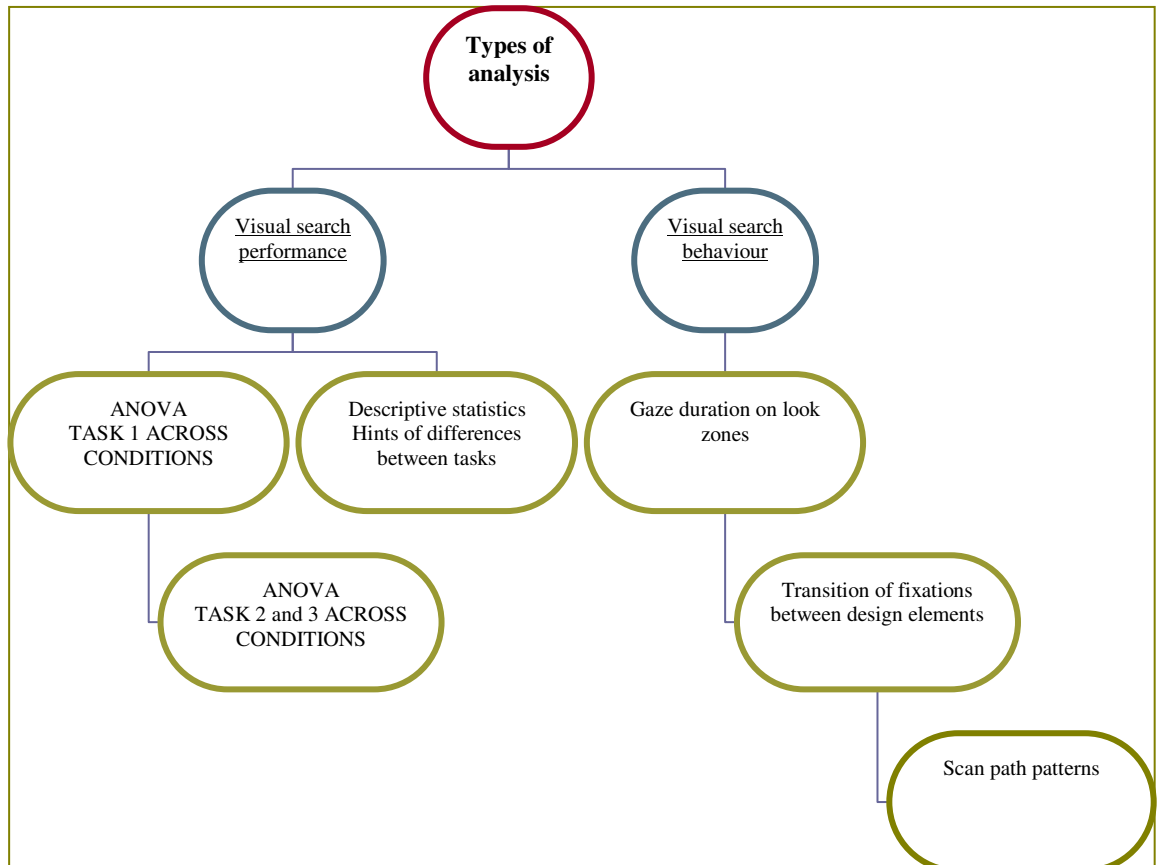 Types of
analysis
Visual search
performance
Visual search
behaviour
ANOVA
TASK 1 ACROSS
CONDITIONS
Descriptive statistics
Hints of differences
between tasks
Gaze duration on look
zones
ANOVA
TASK 2 and 3 ACROSS
CONDITIONS
Transition of fixations
between design elements
Scan path patterns